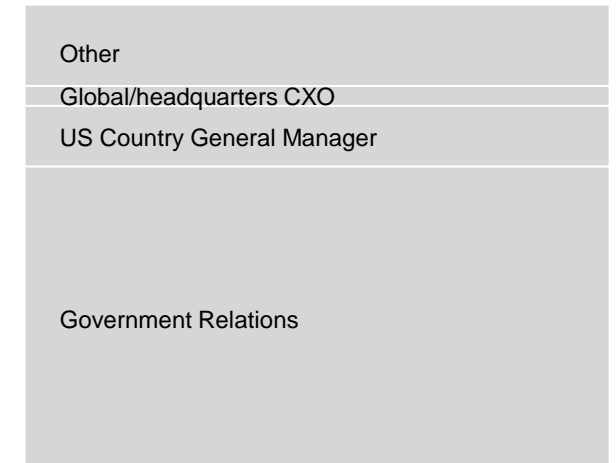 Other
Global/headquarters CXO
US Country General Manager
Government Relations